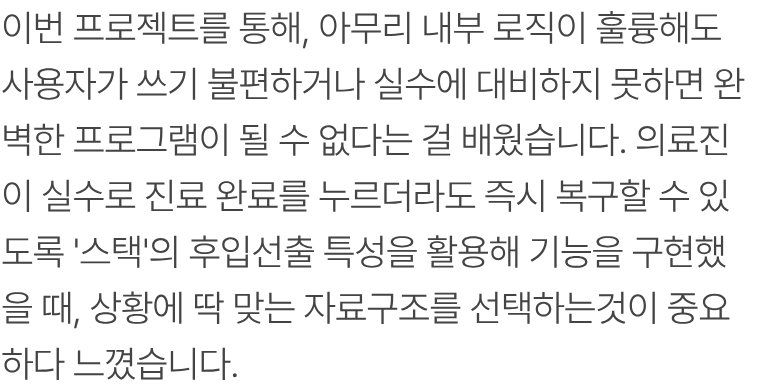 이번 프로젝트를 통해, 아무리 내부 로직이 훌륭해도
사용자가 쓰기 불편하거나 실수에 대비하지 못하면 완
벽한 프로그램이 될 수 없다는 걸 배웠습니다. 의료진
이 실수로 진료 완료를 누르더라도 즉시 복구할 수 있
도록 '스택'의 후입선출 특성을 활용해 기능을 구현했
을 때, 상황에 딱 맞는 자료구조를 선택하는것이 중요
하다 느꼈습니다.